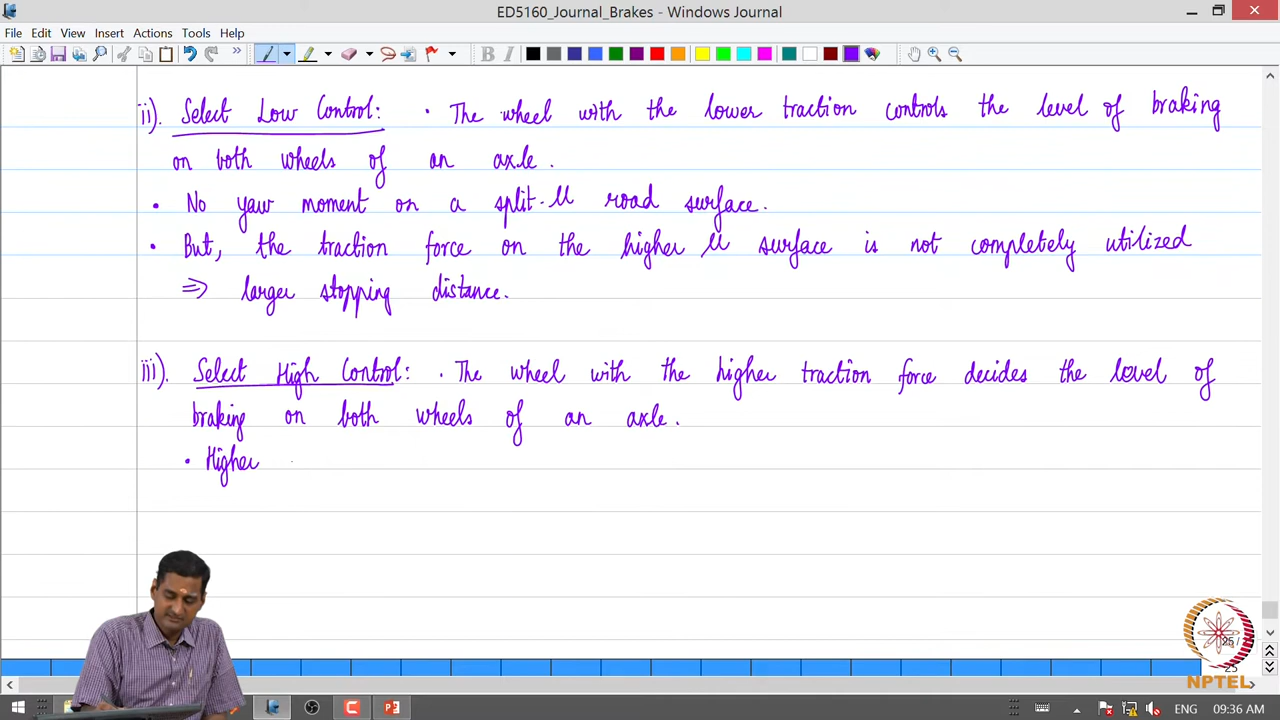 ED5160_Journal_Brakes - Windows Journal
File Edit View Insert Actions Tools Help
ii). Select Low Control: • The wheel with the lower traction controls the level of braking
on both wheels of an axle.
• No yaw moment on a split-μ road surface.
• But, the traction force on the higher μ surface is not completely utilized
⇒ larger stopping distance.
iii). Select High Control: • The wheel with the higher traction force decides the level of
braking on both wheels of an axle.
• Higher
25 /
25
NPTEL
ENG 09:36 AM